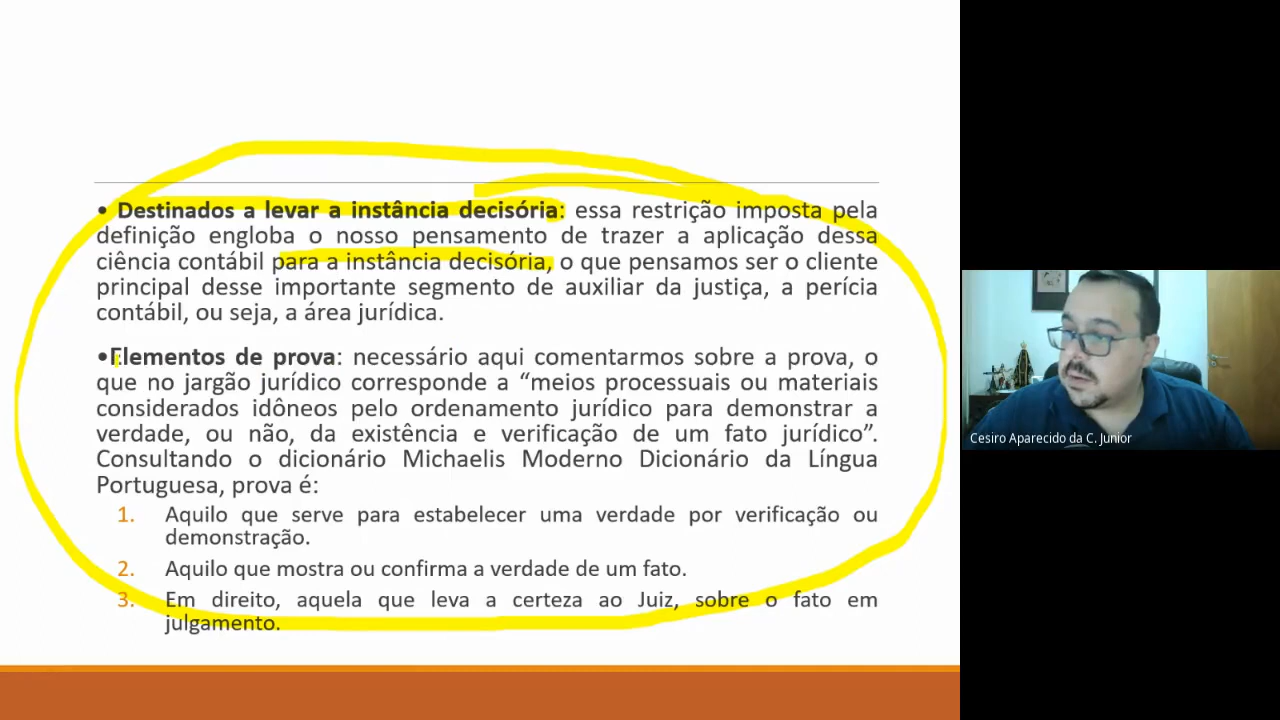 • Destinados a levar a instância decisória: essa restrição imposta pela
definição engloba o nosso pensamento de trazer a aplicação dessa
ciência contábil para a instância decisória, o que pensamos ser o cliente
principal desse importante segmento de auxiliar da justiça, a perícia
contábil, ou seja, a área jurídica.
•Elementos de prova: necessário aqui comentarmos sobre a prova, o
que no jargão jurídico corresponde a “meios processuais ou materiais
considerados idôneos pelo ordenamento jurídico para demonstrar a
verdade, ou não, da existência e verificação de um fato jurídico”.
Consultando o dicionário Michaelis Moderno Dicionário da Língua
Portuguesa, prova é:
1. Aquilo que serve para estabelecer uma verdade por verificação ou
demonstração.
2. Aquilo que mostra ou confirma a verdade de um fato.
3. Em direito, aquela que leva a certeza ao Juiz, sobre o fato em
julgamento.
Cesiro Aparecido da C. Junior